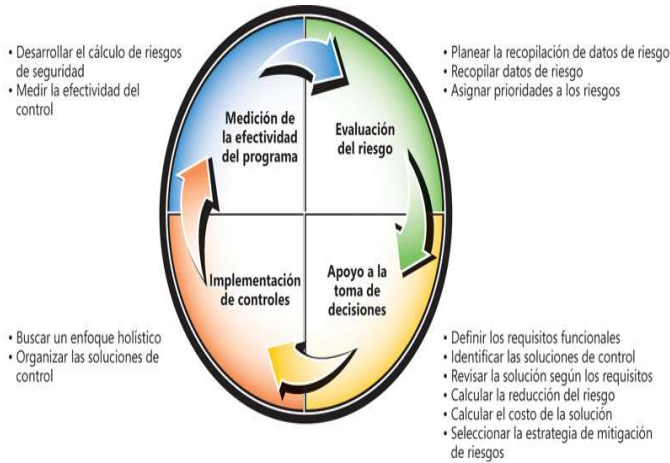 • Desarrollar el cálculo de riesgos
de seguridad
• Medir la efectividad del
control
Medición de
la efectividad
del programa
Evaluación
del riesgo
• Planear la recopilación de datos de riesgo
• Recopilar datos de riesgo
• Asignar prioridades a los riesgos
Implementación
de controles
Apoyo a la
toma de
decisiones
• Buscar un enfoque holístico
• Organizar las soluciones de
control
• Definir los requisitos funcionales
• Identificar las soluciones de control
• Revisar la solución según los requisitos
• Calcular la reducción del riesgo
• Calcular el costo de la solución
• Seleccionar la estrategia de mitigación
de riesgos